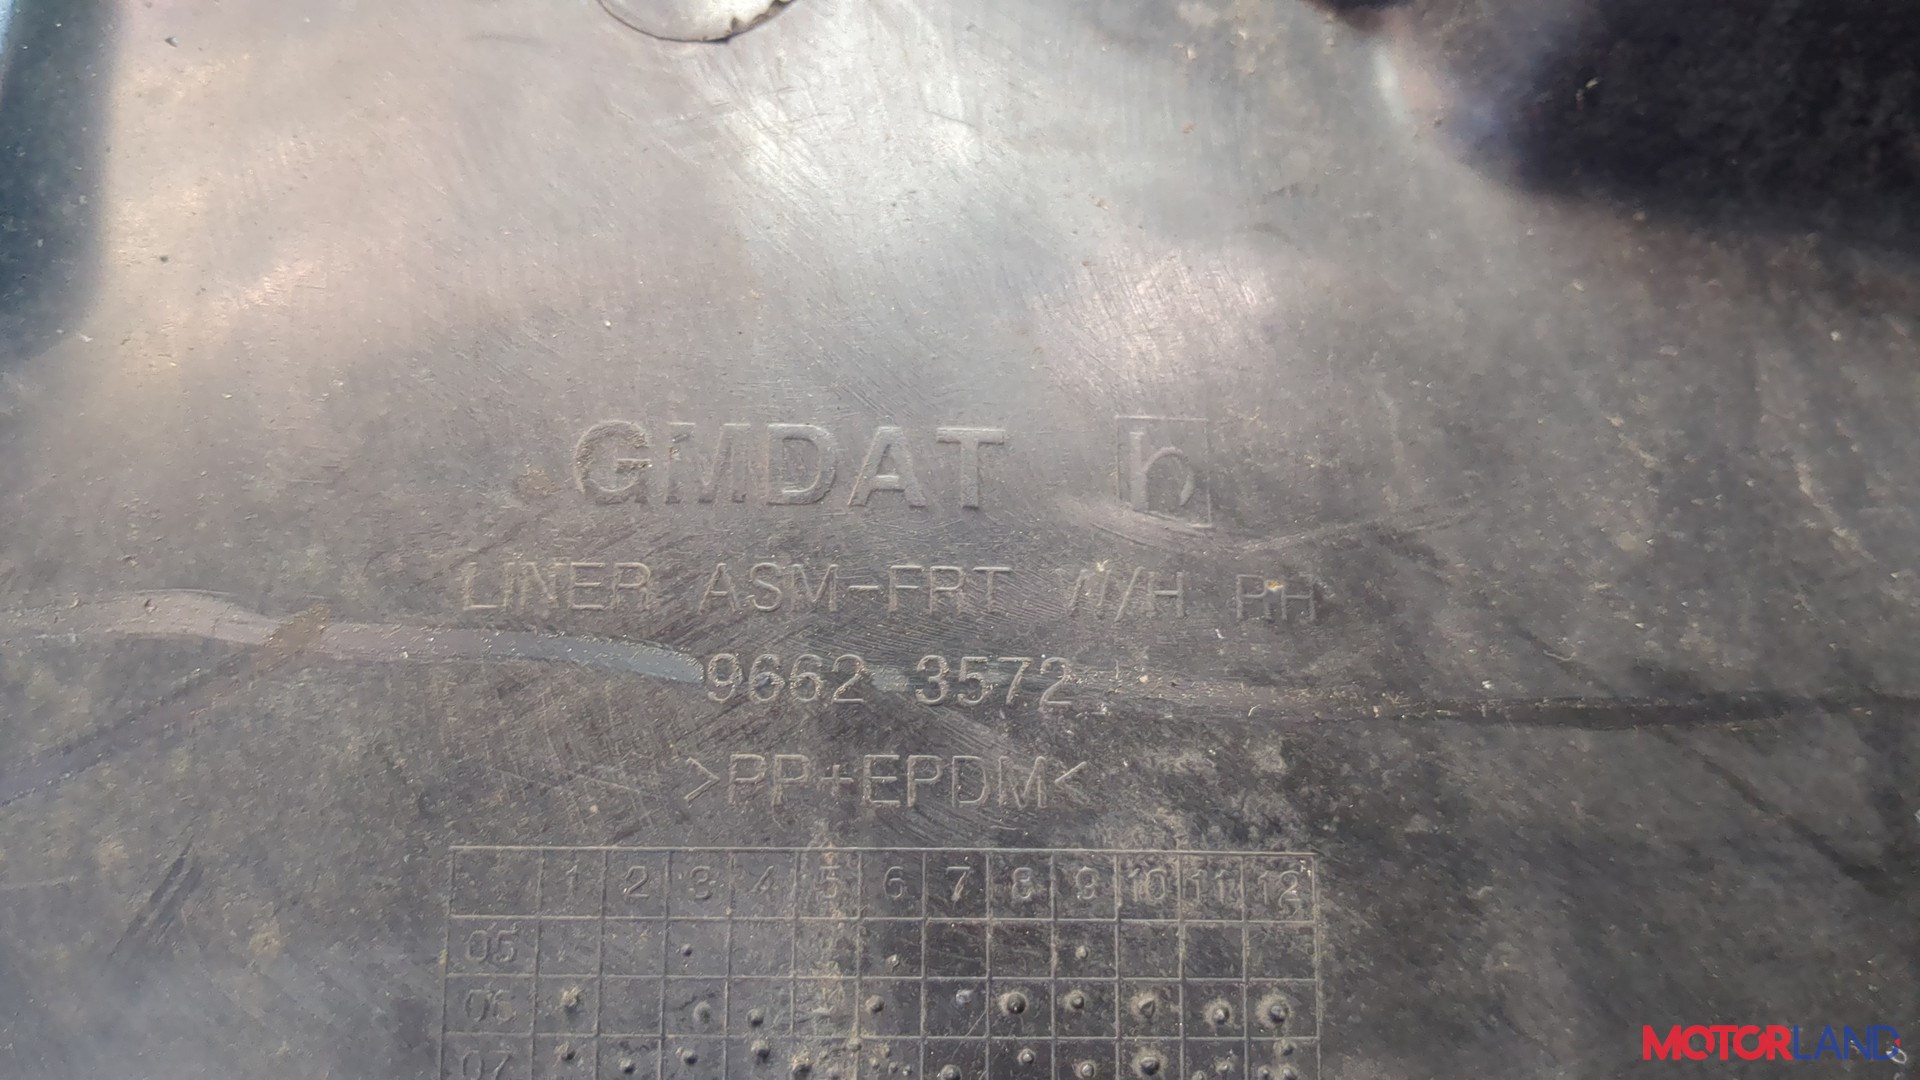 GMDAT h
LINER ASM-FRT W/H RH
9662 3572
>PP+EPDM<
1 2 3 4 5 6 7 8 9 10 11 12
05
06
07
MOTORLAND